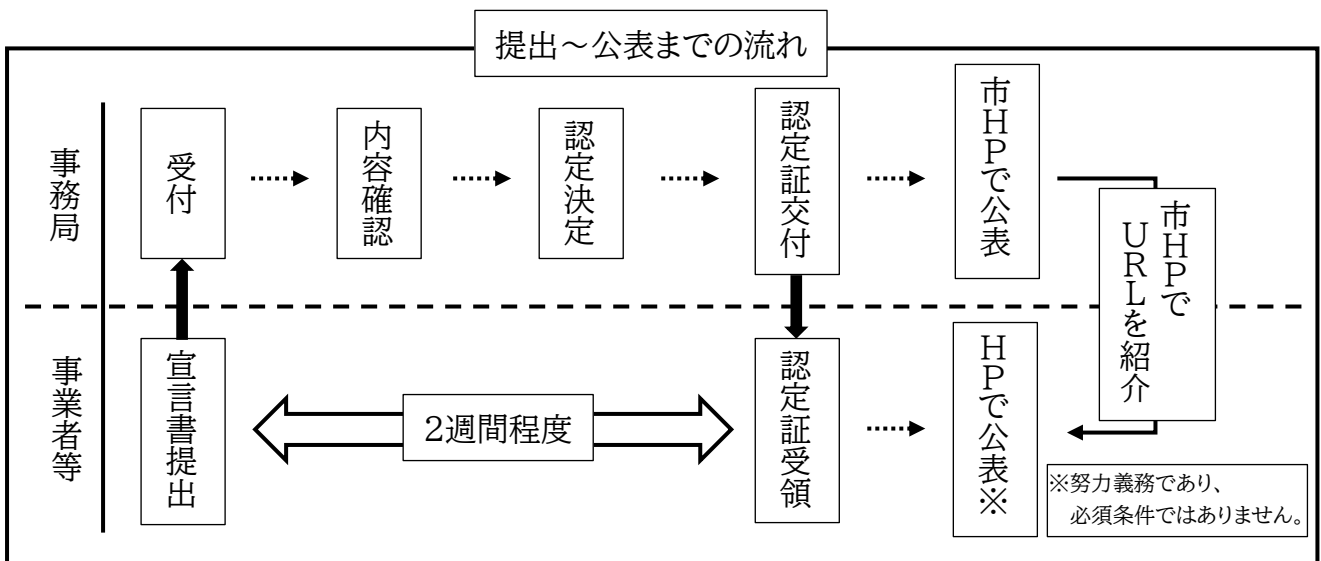 提出～公表までの流れ
事務局
受付
内容確認
認定決定
認定証交付
市HPで公表
市HPで
URLを紹介
事業者等
宣言書提出
2週間程度
認定証受領
HPで公表※
※努力義務であり、
必須条件ではありません。